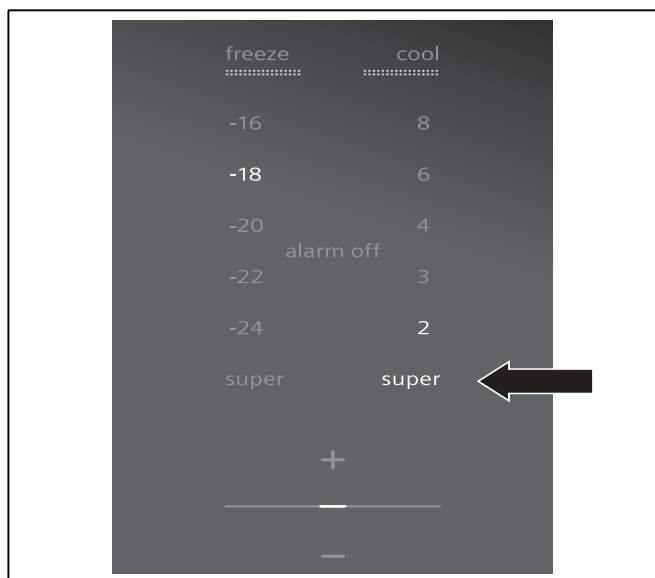 freeze cool
-16 8
-18 6
-20 4
alarm off
-22 3
-24 2
super super
+
—